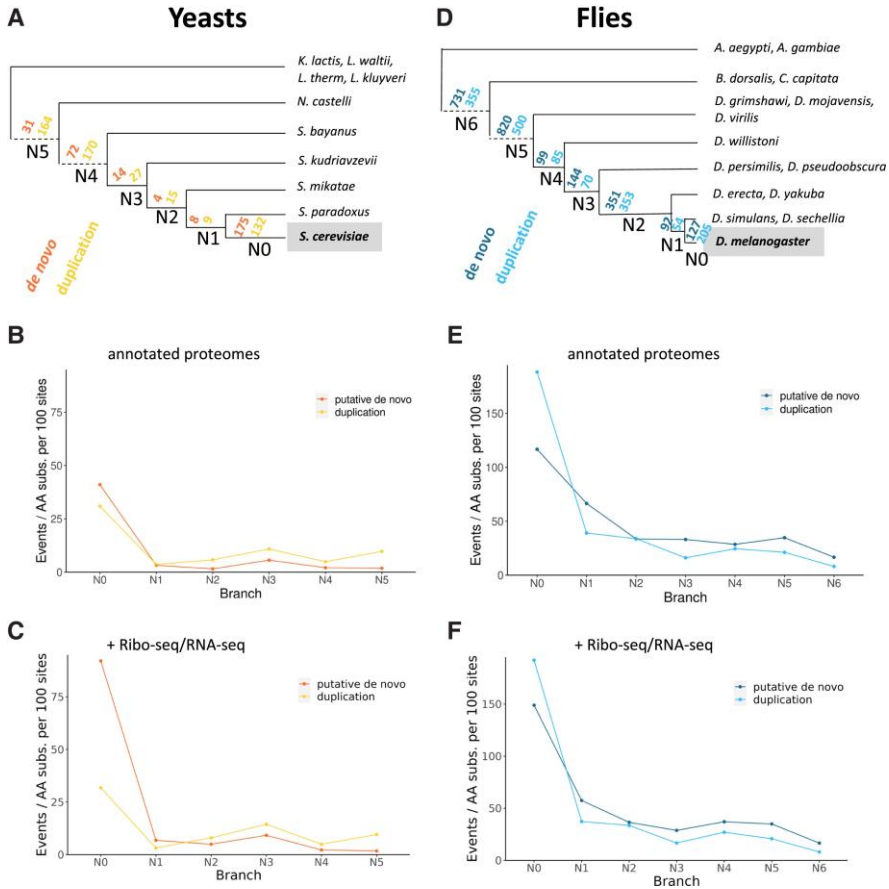 A
Yeasts
K. lactis, L. waltii,
L. therm, L. kluyveri
N. castelli
S. bayanus
S. kudriavzevii
S. mikatae
S. paradoxus
S. cerevisiae
31 164
N5
72 170
N4
14 27
N3
4 15
N2
8 9
N1
175 132
N0
de novo
duplication
D
Flies
A. aegypti, A. gambiae
B. dorsalis, C. capitata
D. grimshawi, D. mojavensis,
D. virilis
D. willistoni
D. persimilis, D. pseudoobscura
D. erecta, D. yakuba
D. simulans, D. sechellia
D. melanogaster
731 355
N6
820 500
N5
99 85
N4
144 70
N3
351 353
N2
92 54
N1
127 205
N0
de novo
duplication
B
annotated proteomes
Events / AA subs. per 100 sites
75
50
25
0
putative de novo
duplication
N0 N1 N2 N3 N4 N5
Branch
E
annotated proteomes
Events / AA subs. per 100 sites
150
100
50
0
putative de novo
duplication
N0 N1 N2 N3 N4 N5 N6
Branch
C
+ Ribo-seq/RNA-seq
Events / AA subs. per 100 sites
75
50
25
0
putative de novo
duplication
N0 N1 N2 N3 N4 N5
Branch
F
+ Ribo-seq/RNA-seq
Events / AA subs. per 100 sites
150
100
50
0
putative de novo
duplication
N0 N1 N2 N3 N4 N5 N6
Branch